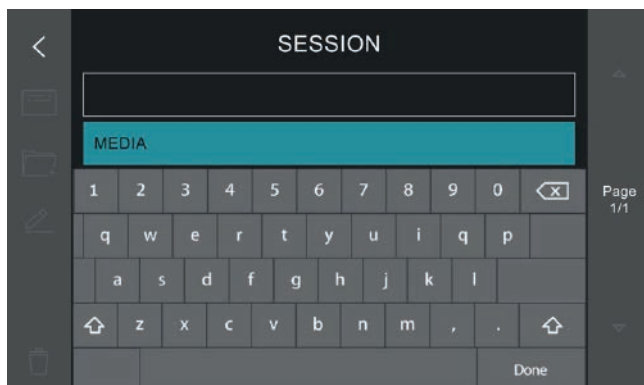 SESSION
MEDIA
1 2 3 4 5 6 7 8 9 0
Page
1/1
q w e r t y u i q p
a s d f g h j k l
z x c v b n m , .
Done